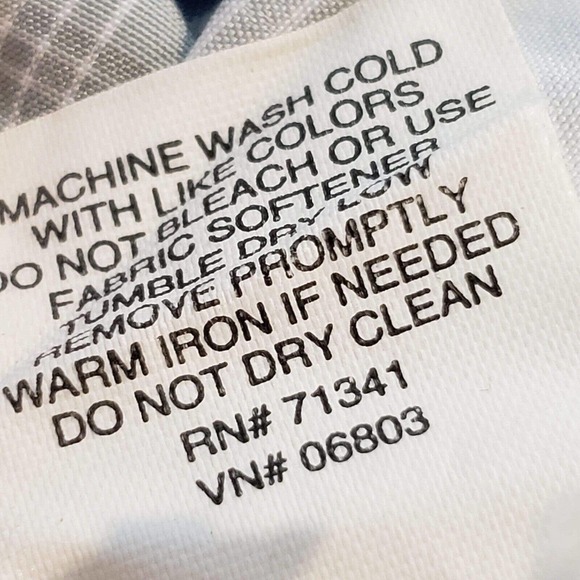 MACHINE WASH COLD
WITH LIKE COLORS
DO NOT BLEACH OR USE
FABRIC SOFTENER
TUMBLE DRY LOW
REMOVE PROMPTLY
WARM IRON IF NEEDED
DO NOT DRY CLEAN
RN# 71341
VN# 06803